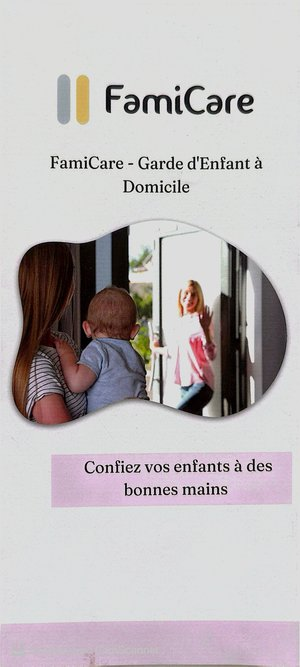 FamiCare
FamiCare - Garde d'Enfant à
Domicile
Confiez vos enfants à des
bonnes mains